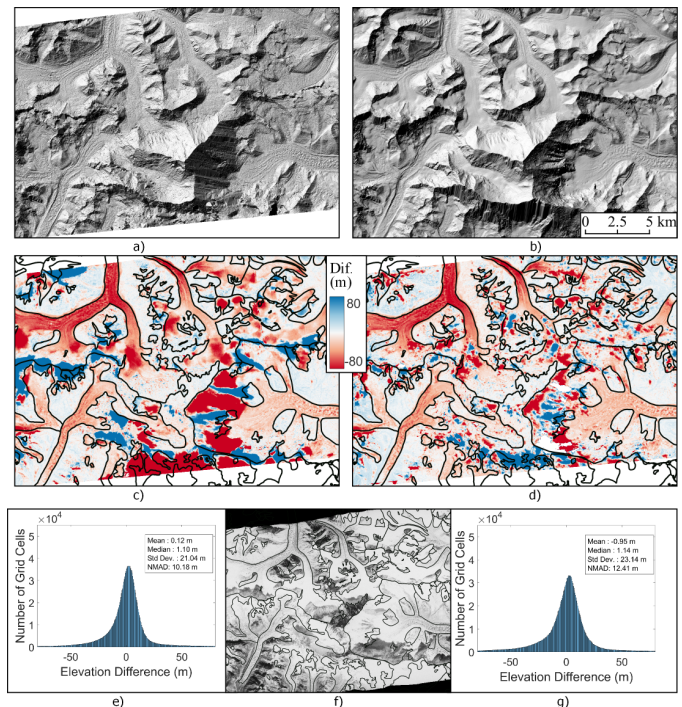 0 2.5 5 km
a)
b)
Dif.
(m)
80
-80
c)
d)
×10⁴
5
4
3
2
1
0
Number of Grid Cells
Mean : 0.12 m
Median : 1.10 m
Std Dev. : 21.04 m
NMAD: 10.18 m
-50
0
50
Elevation Difference (m)
e)
f)
×10⁴
5
4
3
2
1
0
Number of Grid Cells
Mean : -0.95 m
Median : 1.14 m
Std Dev. : 23.14 m
NMAD: 12.41 m
-50
0
50
Elevation Difference (m)
g)